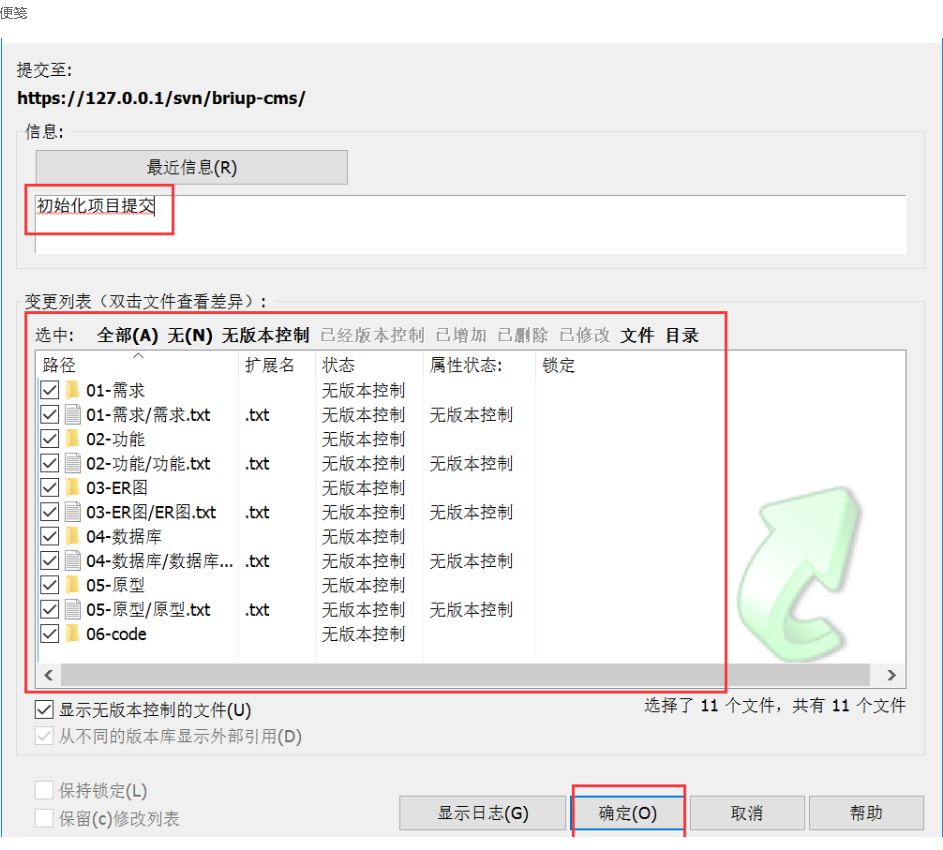 便笺
提交至:
https://127.0.0.1/svn/briup-cms/
信息:
最近信息(R)
初始化项目提交
变更列表（双击文件查看差异）:
选中: 全部(A) 无(N) 无版本控制 已经版本控制 已增加 已删除 已修改 文件 目录
路径 扩展名 状态 属性状态: 锁定
01-需求 无版本控制
01-需求/需求.txt .txt 无版本控制 无版本控制
02-功能 无版本控制
02-功能/功能.txt .txt 无版本控制 无版本控制
03-ER图 无版本控制
03-ER图/ER图.txt .txt 无版本控制 无版本控制
04-数据库 无版本控制
04-数据库/数据库... .txt 无版本控制 无版本控制
05-原型 无版本控制
05-原型/原型.txt .txt 无版本控制 无版本控制
06-code 无版本控制
显示无版本控制的文件(U) 选择了 11 个文件，共有 11 个文件
从不同的版本库显示外部引用(D)
保持锁定(L)
保留(c)修改列表
显示日志(G) 确定(O) 取消 帮助